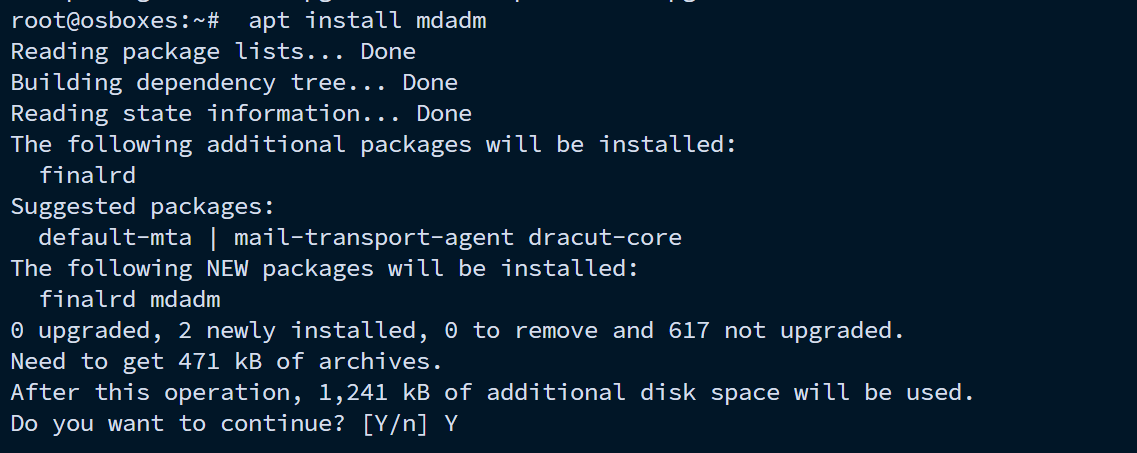 root@osboxes:~#  apt install mdadm
Reading package lists... Done
Building dependency tree... Done
Reading state information... Done
The following additional packages will be installed:
  finalrd
Suggested packages:
  default-mta | mail-transport-agent dracut-core
The following NEW packages will be installed:
  finalrd mdadm
0 upgraded, 2 newly installed, 0 to remove and 617 not upgraded.
Need to get 471 kB of archives.
After this operation, 1,241 kB of additional disk space will be used.
Do you want to continue? [Y/n] Y